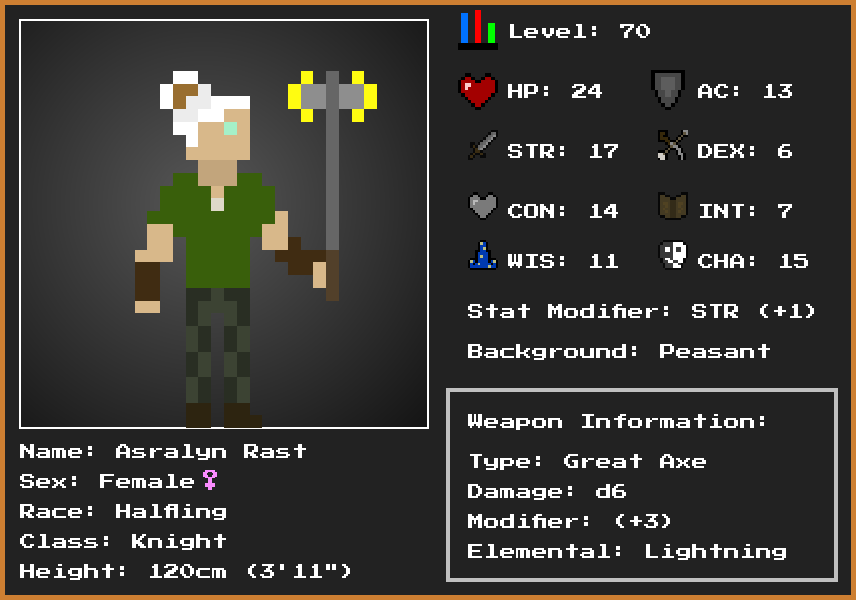 Level: 70
HP: 24
AC: 13
STR: 17
DEX: 6
CON: 14
INT: 7
WIS: 11
CHA: 15
Stat Modifier: STR (+1)
Background: Peasant
Weapon Information:
Type: Great Axe
Damage: d6
Modifier: (+3)
Elemental: Lightning
Name: Asralyn Rast
Sex: Female♀
Race: Halfling
Class: Knight
Height: 120cm (3'11")